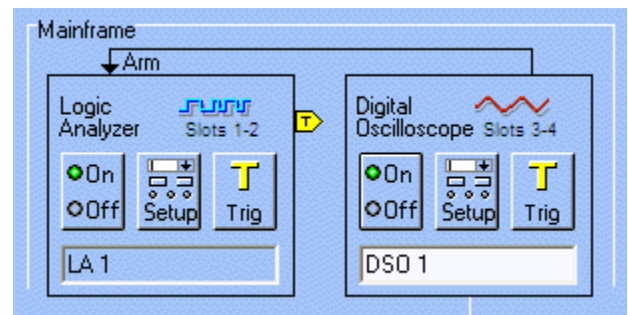 Mainframe
Arm
Logic
Analyzer Slots 1-2
T
Digital
Oscilloscope Slots 3-4
On
Off
Setup
T
Trig
On
Off
Setup
T
Trig
LA 1
DSO 1